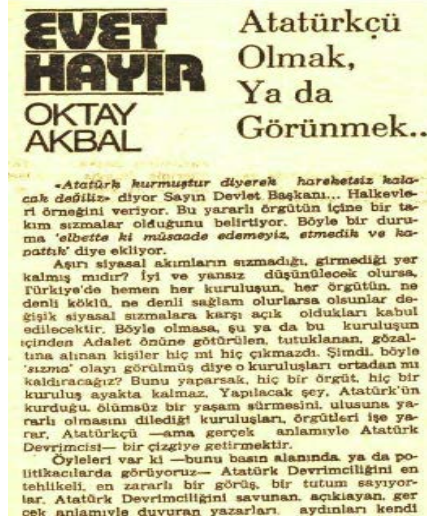 EVET
HAYIR
OKTAY
AKBAL
Atatürkçü
Olmak,
Ya da
Görünmek..
«Atatürk kurmuştur diyerek hareketsiz kala-
cak değiliz» diyor Sayın Devlet Başkanı... Halkevle-
ri örneğini veriyor. Bu yararlı örgütün içine bir ta-
kım sızmalar olduğunu belirtiyor. Böyle bir duru-
ma 'elbette ki müsaade edemeyiz, etmedik ve ka-
pattık' diye ekliyor.
Aşırı siyasal akımların sızmadığı, girmediği yer
kalmış mıdır? İyi ve yansız düşünülecek olursa,
Türkiye'de hemen her kuruluşun, her örgütün, ne
denli köklü, ne denli sağlam olurlarsa olsunlar de-
ğişik siyasal sızmalara karşı açık oldukları kabul
edilecektir. Böyle olmasa, şu ya da bu kuruluşun
içinden Adalet önüne götürülen, tutuklanan, gözal-
tına alınan kişiler hiç mi hiç çıkmazdı. Şimdi, böyle
'sızma' olayı görülmüş diye o kuruluşları ortadan mı
kaldıracağız? Bunu yaparsak, hiç bir örgüt, hiç bir
kuruluş ayakta kalmaz. Yapılacak şey, Atatürk'ün
kurduğu, ölümsüz bir yaşam sürmesini, ulusuna ya-
rarlı olmasını dilediği kuruluşları, örgütleri işe ya-
rar, Atatürkçü —ama gerçek anlamıyle Atatürk
Devrimcisi— bir çizgiye getirmektir.
Öyleleri var ki —bunu basın alanında, ya da po-
litikacılarda görüyoruz— Atatürk Devrimciliğini en
tehlikeli, en zararlı bir görüş, bir tutum sayıyor-
lar. Atatürk Devrimciliğini savunan, açıklayan, ger
çek anlamıyle duyuran yazarları, aydınları kendi